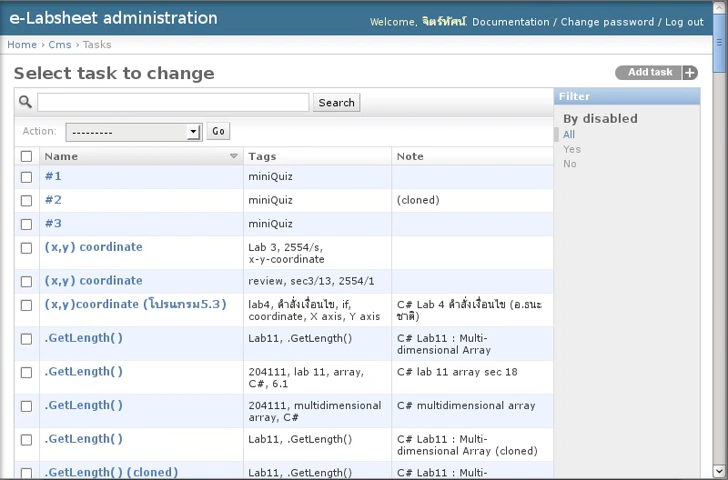 e-Labsheet administration
Welcome, จิตร์ทัศน์. Documentation / Change password / Log out
Home › Cms › Tasks
Select task to change
Add task +
Search
Filter
By disabled
All
Yes
No
Action: --------- Go
Name Tags Note
#1 miniQuiz
#2 miniQuiz (cloned)
#3 miniQuiz
(x,y) coordinate Lab 3, 2554/s,
x-y-coordinate
(x,y) coordinate review, sec3/13, 2554/1
(x,y)coordinate (โปรแกรม5.3) lab4, คำสั่งเงื่อนไข, if, C# Lab 4 คำสั่งเงื่อนไข (อ.ธนะ
coordinate, X axis, Y axis ชาติ)
.GetLength() Lab11, .GetLength() C# Lab11 : Multi-
dimensional Array
.GetLength() 204111, lab 11, array, C# lab 11 array sec 18
C#, 6.1
.GetLength() 204111, multidimensional C# multidimensional array
array, C#
.GetLength() Lab11, .GetLength() C# Lab11 : Multi-
dimensional Array (cloned)
.GetLength() (cloned) Lab11, .GetLength() C# Lab11 : Multi-